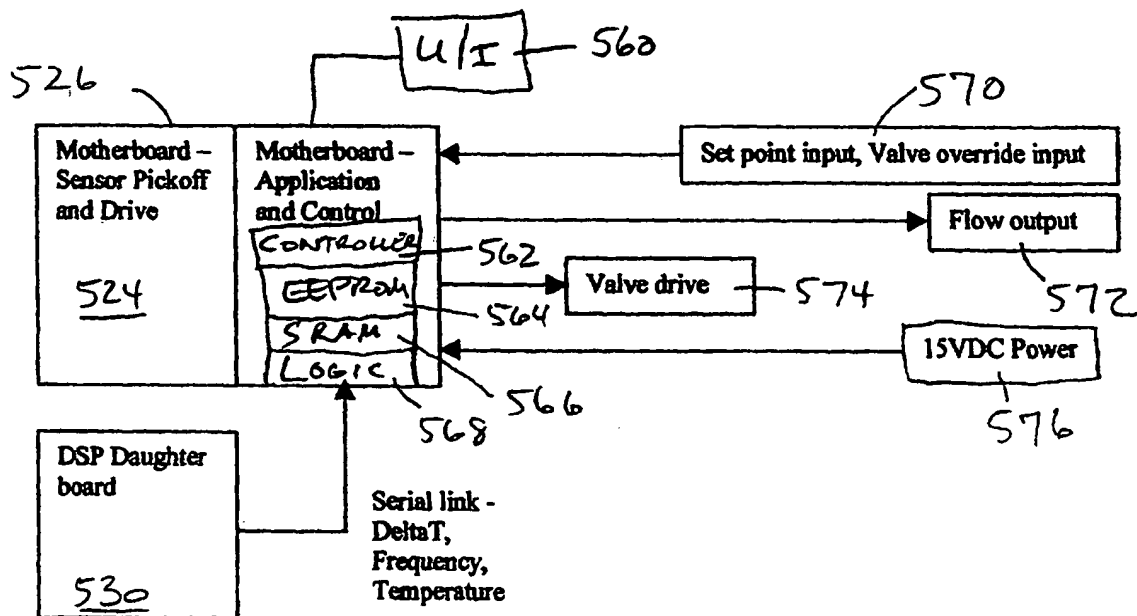 U/I
560
526
570
Motherboard –
Sensor Pickoff
and Drive
524
Motherboard –
Application
and Control
CONTROLLER
562
EEPROM
564
SRAM
566
LOGIC
568
Set point input, Valve override input
Flow output
572
Valve drive
574
15VDC Power
576
DSP Daughter
board
530
Serial link -
DeltaT,
Frequency,
Temperature